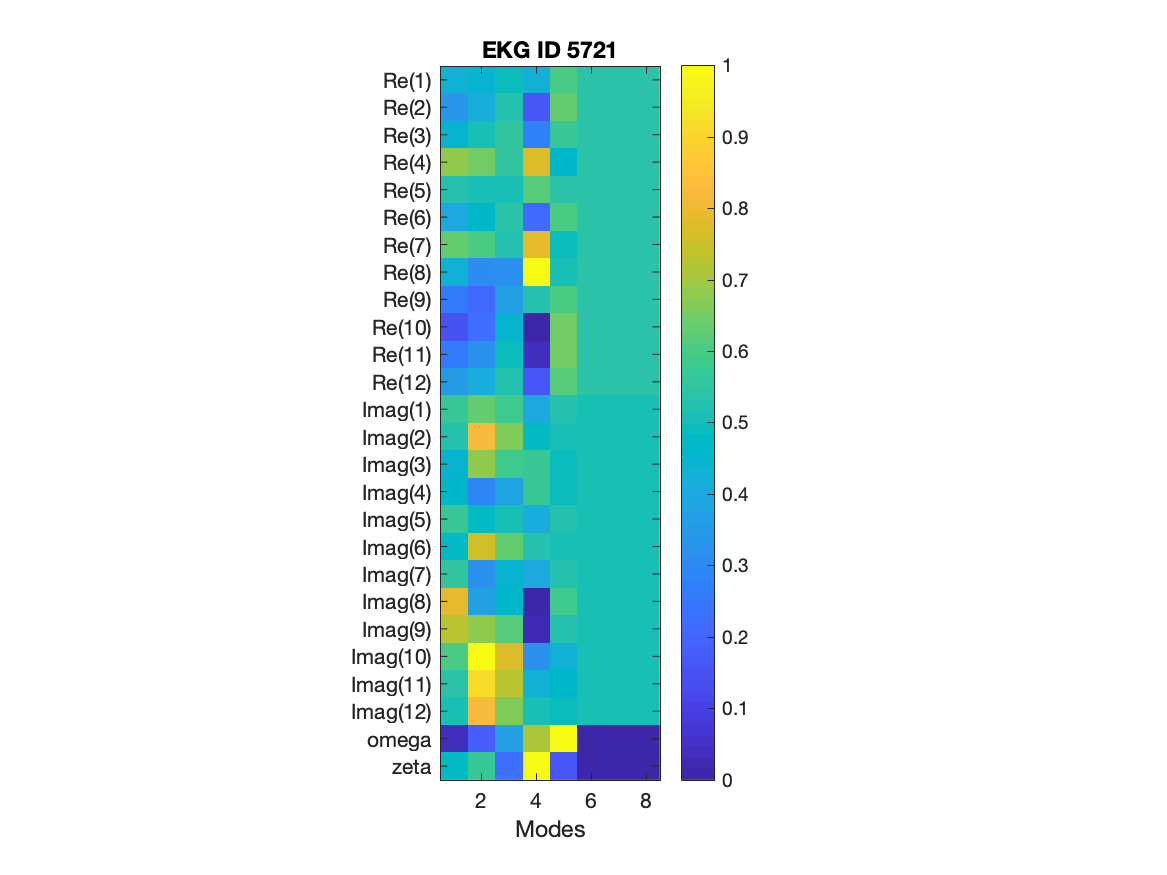 EKG ID 5721
Re(1)
Re(2)
Re(3)
Re(4)
Re(5)
Re(6)
Re(7)
Re(8)
Re(9)
Re(10)
Re(11)
Re(12)
Imag(1)
Imag(2)
Imag(3)
Imag(4)
Imag(5)
Imag(6)
Imag(7)
Imag(8)
Imag(9)
Imag(10)
Imag(11)
Imag(12)
omega
zeta
2 4 6 8
Modes
1
0.9
0.8
0.7
0.6
0.5
0.4
0.3
0.2
0.1
0